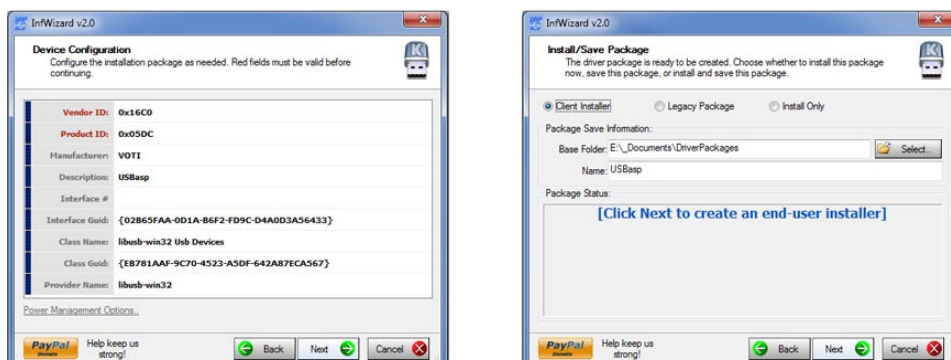 InfWizard v2.0
Device Configuration
Configure the installation package as needed. Red fields must be valid before
continuing.
Vendor ID: 0x16C0
Product ID: 0x05DC
Manufacturer: VOTI
Description: USBasp
Interface #
Interface Guid: {02B65FAA-0D1A-B6F2-FD9C-D4A0D3A56433}
Class Name: libusb-win32 Usb Devices
Class Guid: {EB781AAF-9C70-4523-A5DF-642A87ECA567}
Provider Name: libusb-win32
Power Management Options..
PayPal
Donate
Help keep us
strong!
Back
Next
Cancel
InfWizard v2.0
Install/Save Package
The driver package is ready to be created. Choose whether to install this package
now, save this package, or install and save this package.
Client Installer Legacy Package Install Only
Package Save Information:
Base Folder: E:\_Documents\DriverPackages Select..
Name: USBasp
Package Status:
[Click Next to create an end-user installer]
PayPal
Donate
Help keep us
strong!
Back
Next
Cancel